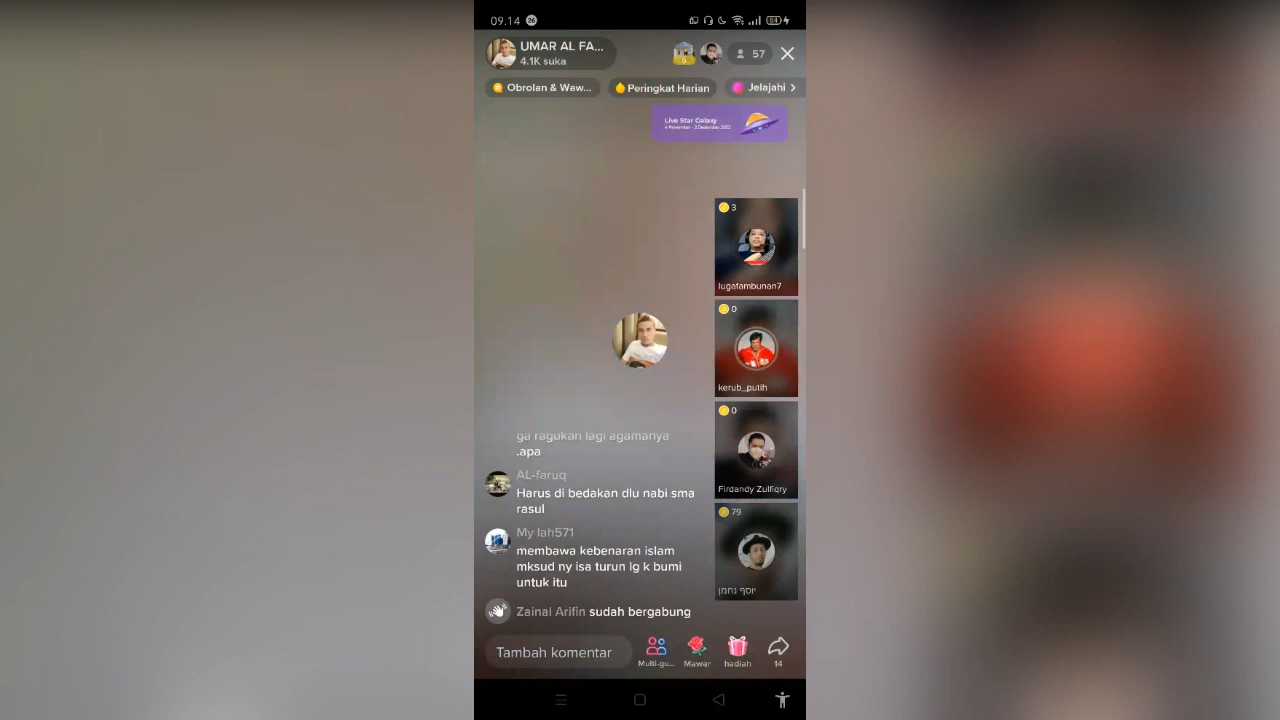 09.14
26
84
UMAR AL FA...
4.1K suka
57
Obrolan & Waw...
Peringkat Harian
Jelajahi
Live Star Galaxy
3
lugatambunan7
0
kerub_putih
0
Firdandy Zulfiqry
79
יוסף נחמן
ga ragukan lagi agamanya
.apa
AL-faruq
Harus di bedakan dlu nabi sma
rasul
My lah571
membawa kebenaran islam
mksud ny isa turun lg k bumi
untuk itu
Zainal Arifin sudah bergabung
Tambah komentar
Multi-gu...
Mawar
hadiah
14